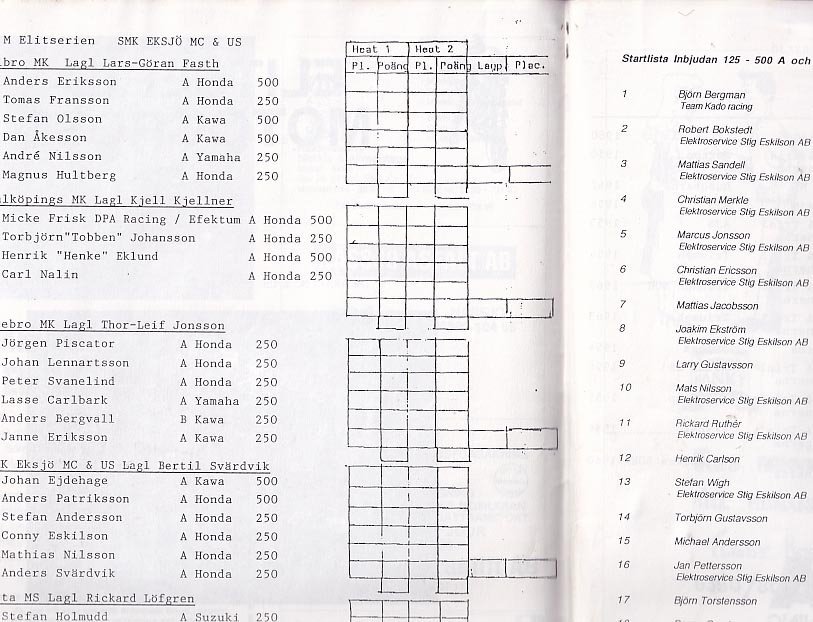 M Elitserien SMK EKSJÖ MC & US
Heat 1 Heat 2
Pl. Poäng Pl. Poäng Lagp. Plac.
ebro MK Lagl Lars-Göran Fasth
Anders Eriksson A Honda 500
Tomas Fransson A Honda 250
Stefan Olsson A Kawa 500
Dan Åkesson A Kawa 500
André Nilsson A Yamaha 250
Magnus Hultberg A Honda 250
lköpings MK Lagl Kjell Kjellner
Micke Frisk DPA Racing / Efektum A Honda 500
Torbjörn"Tobben" Johansson A Honda 250
Henrik "Henke" Eklund A Honda 500
Carl Nalin A Honda 250
ebro MK Lagl Thor-Leif Jonsson
Jörgen Piscator A Honda 250
Johan Lennartsson A Honda 250
Peter Svanelind A Honda 250
Lasse Carlbark A Yamaha 250
Anders Bergvall B Kawa 250
Janne Eriksson A Kawa 250
K Eksjö MC & US Lagl Bertil Svärdvik
Johan Ejdehage A Kawa 500
Anders Patriksson A Honda 500
Stefan Andersson A Honda 250
Conny Eskilson A Honda 250
Mathias Nilsson A Honda 250
Anders Svärdvik A Honda 250
ta MS Lagl Rickard Löfgren
Stefan Holmudd A Suzuki 250
Startlista Inbjudan 125 - 500 A och
1 Björn Bergman
Team Kado racing
2 Robert Bokstedt
Elektroservice Stig Eskilson AB
3 Mattias Sandell
Elektroservice Stig Eskilson AB
4 Christian Merkle
Elektroservice Stig Eskilson AB
5 Marcus Jonsson
Elektroservice Stig Eskilson AB
6 Christian Ericsson
Elektroservice Stig Eskilson AB
7 Mattias Jacobsson
8 Joakim Ekström
Elektroservice Stig Eskilson AB
9 Larry Gustavsson
10 Mats Nilsson
Elektroservice Stig Eskilson AB
11 Rickard Ruthér
Elektroservice Stig Eskilson AB
12 Henrik Carlson
13 Stefan Wigh
Elektroservice Stig Eskilson AB
14 Torbjörn Gustavsson
15 Michael Andersson
16 Jan Pettersson
Elektroservice Stig Eskilson AB
17 Björn Torstensson